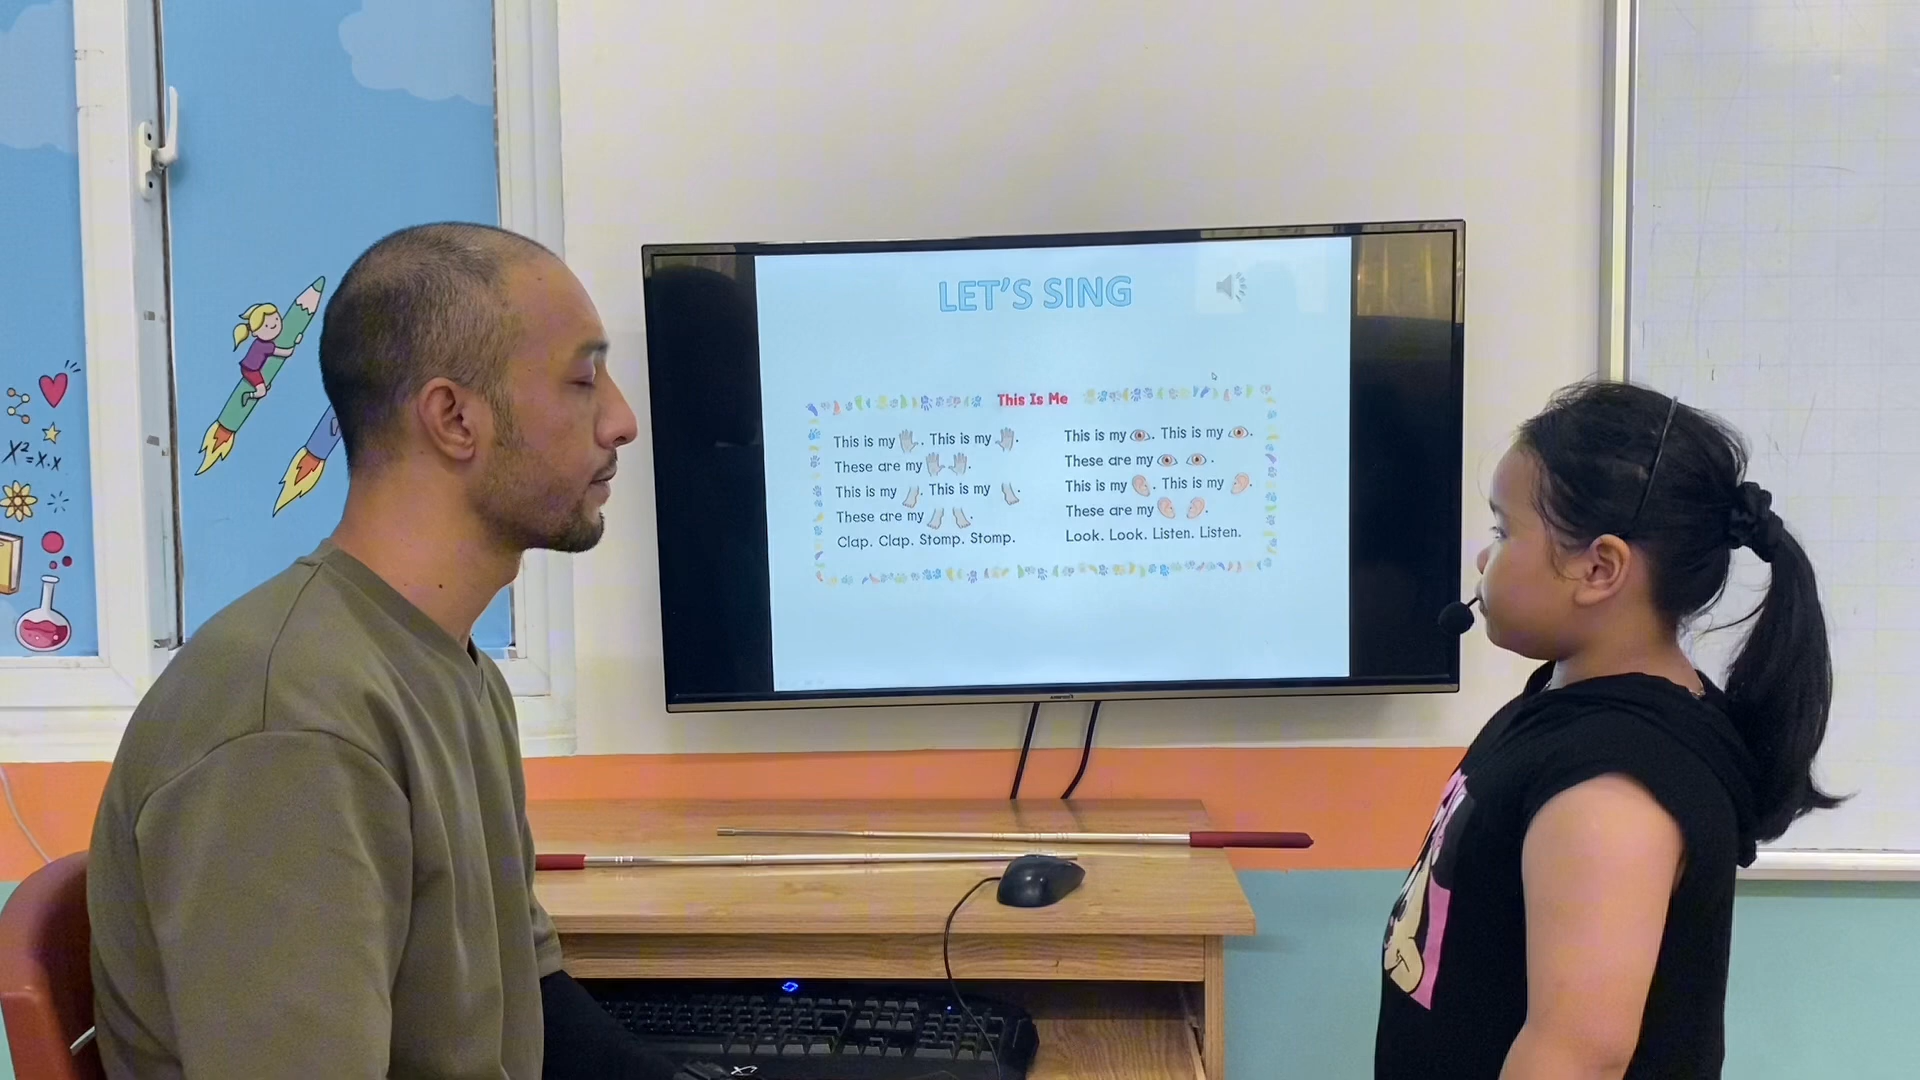 LET'S SING
This Is Me
This is my . This is my .
These are my .
This is my . This is my .
These are my .
Clap. Clap. Stomp. Stomp.
This is my . This is my .
These are my .
This is my . This is my .
These are my .
Look. Look. Listen. Listen.
X²=X.X